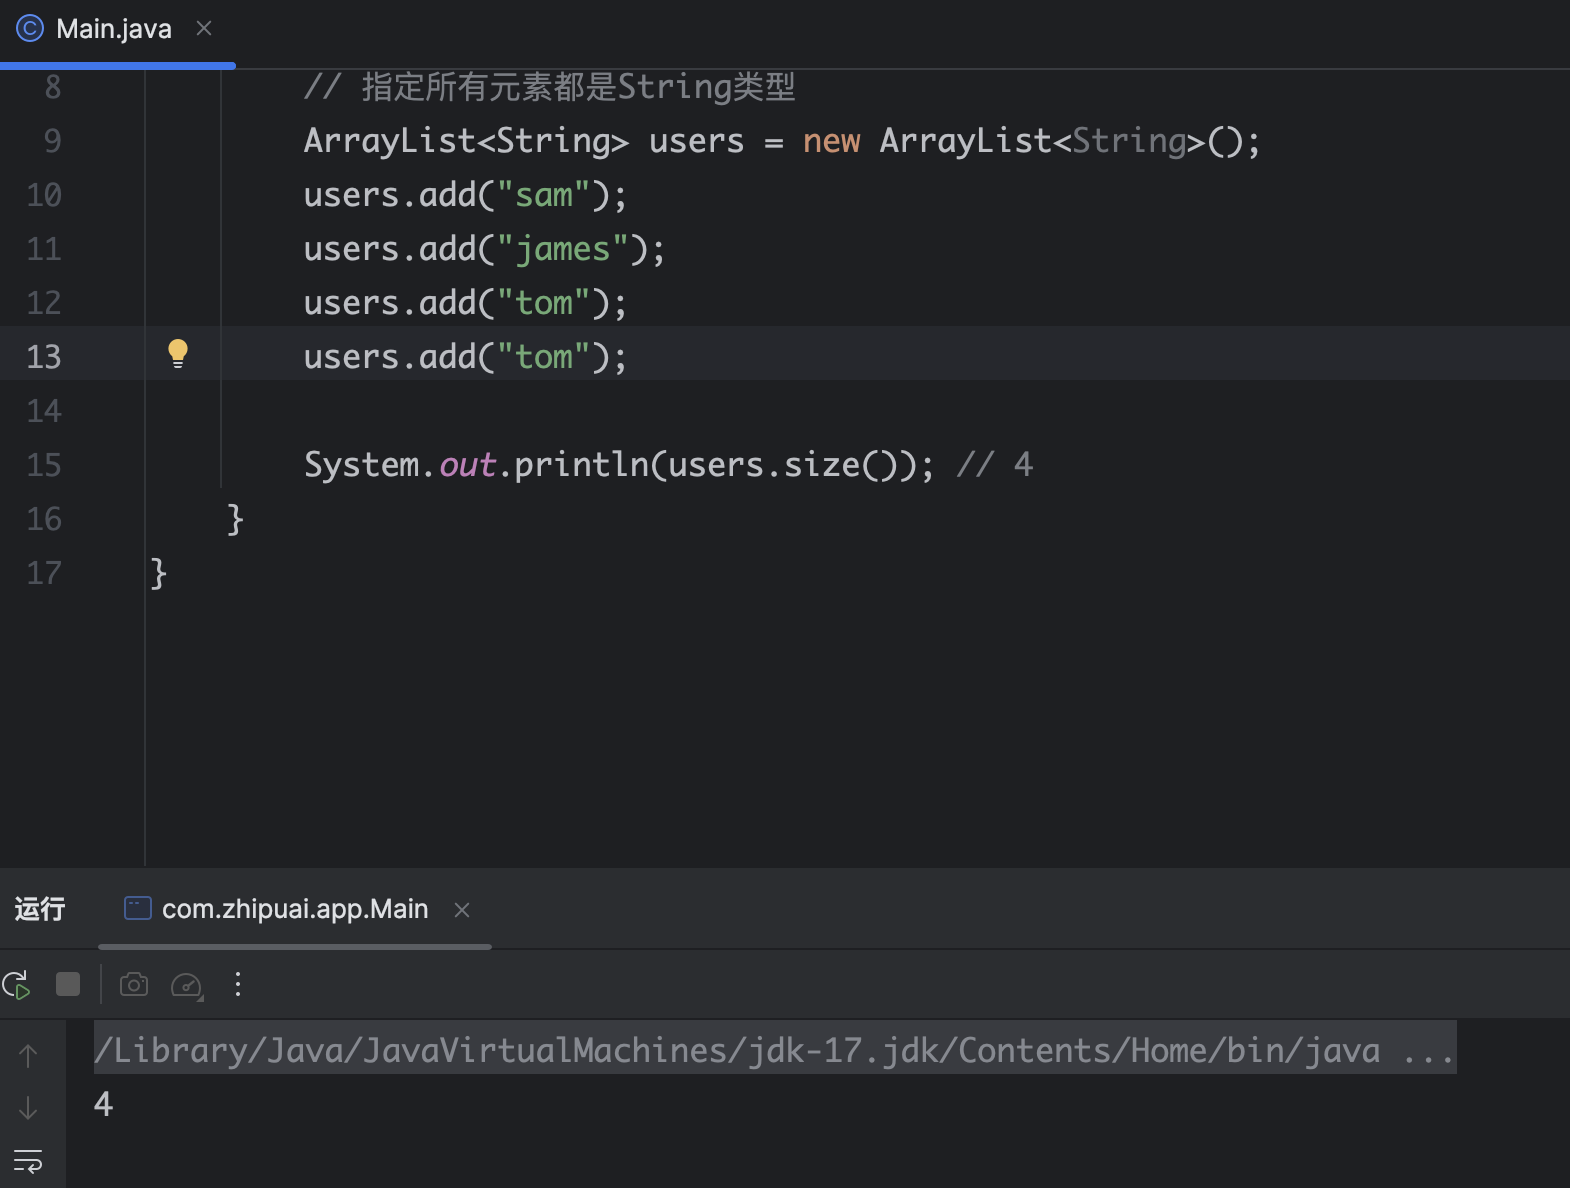 Main.java
8 // 指定所有元素都是String类型
9 ArrayList<String> users = new ArrayList<String>();
10 users.add("sam");
11 users.add("james");
12 users.add("tom");
13 users.add("tom");
14
15 System.out.println(users.size()); // 4
16 }
17 }
运行 com.zhipuai.app.Main
/Library/Java/JavaVirtualMachines/jdk-17.jdk/Contents/Home/bin/java ...
4